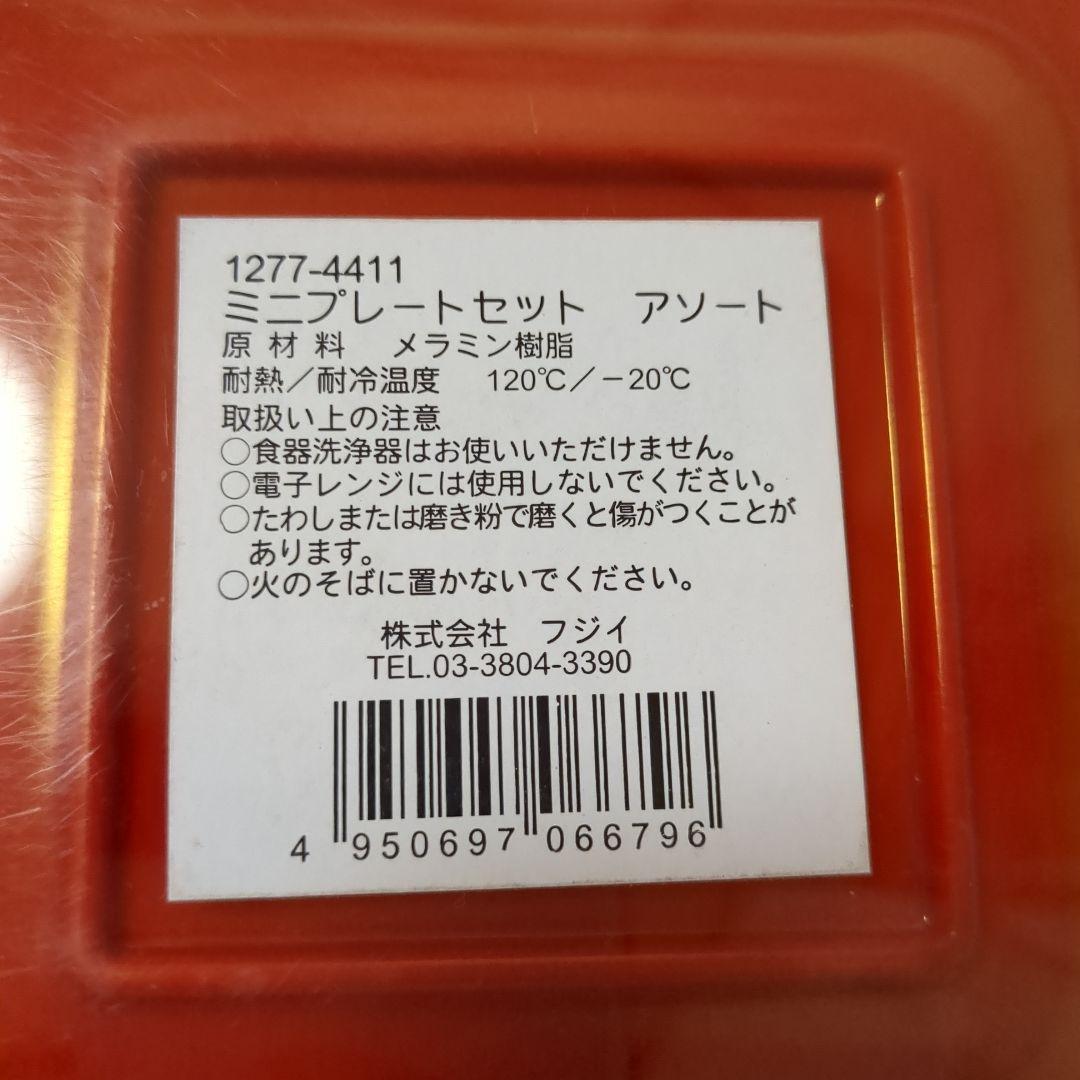 1277-4411
ミニプレートセット　アソート
原 材 料　メラミン樹脂
耐熱／耐冷温度　120℃／－20℃
取扱い上の注意
○食器洗浄器はお使いいただけません。
○電子レンジには使用しないでください。
○たわしまたは磨き粉で磨くと傷がつくことが
あります。
○火のそばに置かないでください。
株式会社　フジイ
TEL.03-3804-3390
4 950697 066796